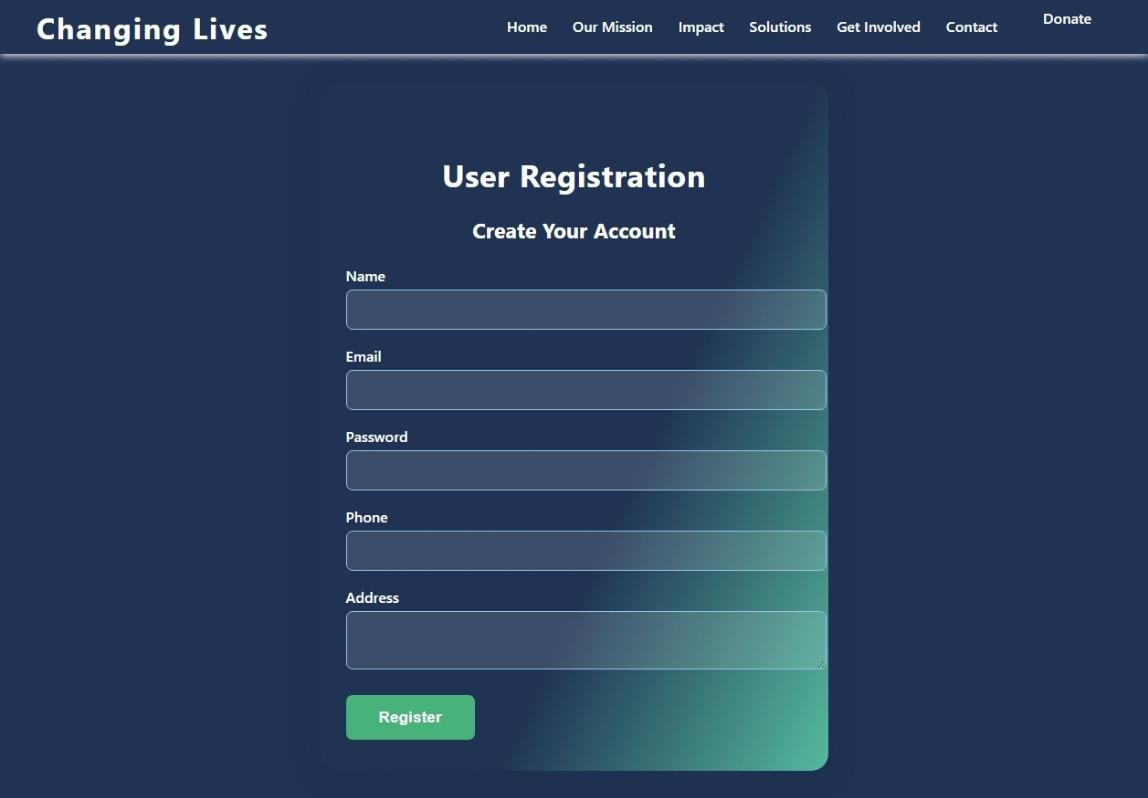 Changing Lives
Home Our Mission Impact Solutions Get Involved Contact Donate
User Registration
Create Your Account
Name
Email
Password
Phone
Address
Register